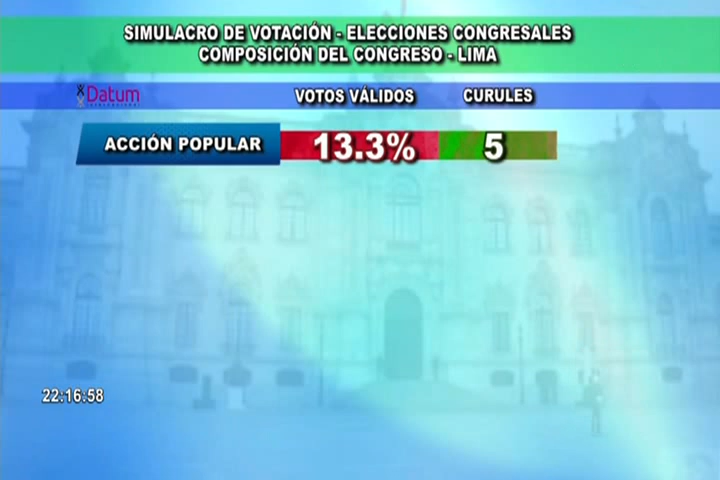 SIMULACRO DE VOTACIÓN - ELECCIONES CONGRESALES
COMPOSICIÓN DEL CONGRESO - LIMA
Datum VOTOS VÁLIDOS CURULES
INTERNACIONAL
ACCIÓN POPULAR 13.3% 5
22:16:58